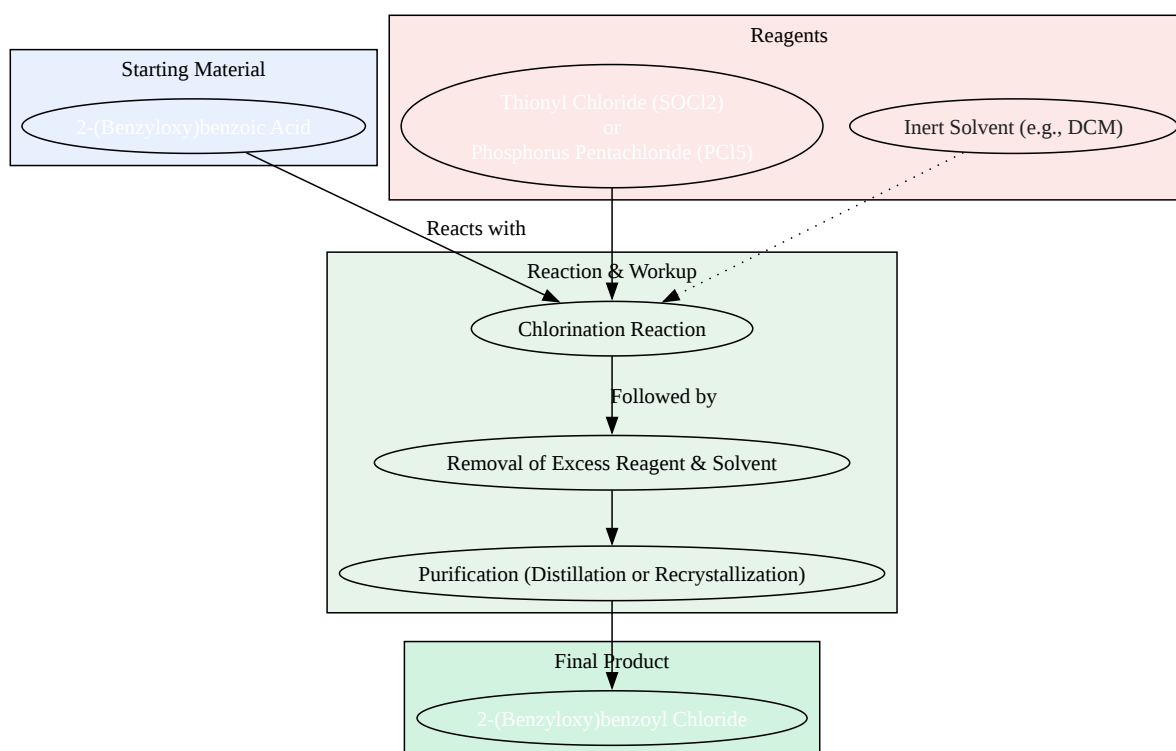 Reagents
Starting Material
Thionyl Chloride (SOCl2)
or
Phosphorus Pentachloride (PCl5)
2-(Benzyloxy)benzoic Acid
Inert Solvent (e.g., DCM)
Reacts with
Reaction & Workup
Chlorination Reaction
Followed by
Removal of Excess Reagent & Solvent
Purification (Distillation or Recrystallization)
Final Product
2-(Benzyloxy)benzoyl Chloride